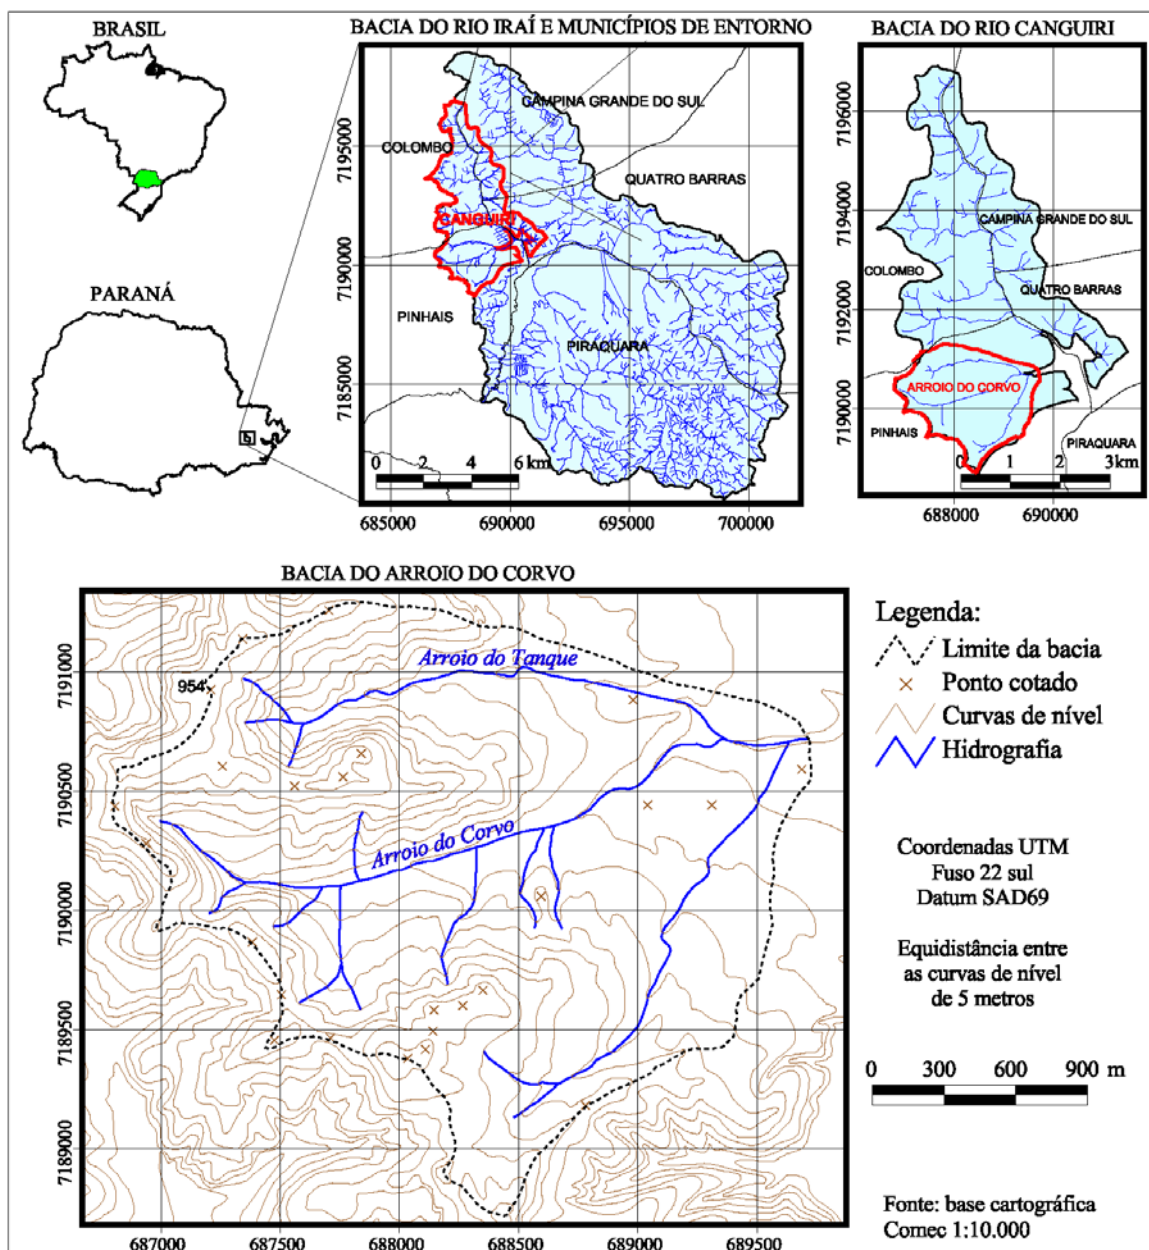 BRASIL
PARANÁ
BACIA DO RIO IRAÍ E MUNICÍPIOS DE ENTORNO
CAMPINA GRANDE DO SUL
COLOMBO
QUATRO BARRAS
CANGUIRI
PINHAIS
PIRAQUARA
7195000
7190000
7185000
0 2 4 6 km
685000 690000 695000 700000
BACIA DO RIO CANGUIRI
CAMPINA GRANDE DO SUL
COLOMBO
QUATRO BARRAS
ARROIO DO CORVO
PINHAIS
PIRAQUARA
7196000
7194000
7192000
7190000
0 1 2 3km
688000 690000
BACIA DO ARROIO DO CORVO
Arroio do Tanque
954
Arroio do Corvo
7191000
7190500
7190000
7189500
7189000
687000 687500 688000 688500 689000 689500
Legenda:
Limite da bacia
Ponto cotado
Curvas de nível
Hidrografia
Coordenadas UTM
Fuso 22 sul
Datum SAD69
Equidistância entre
as curvas de nível
de 5 metros
0 300 600 900 m
Fonte: base cartográfica
Comec 1:10.000